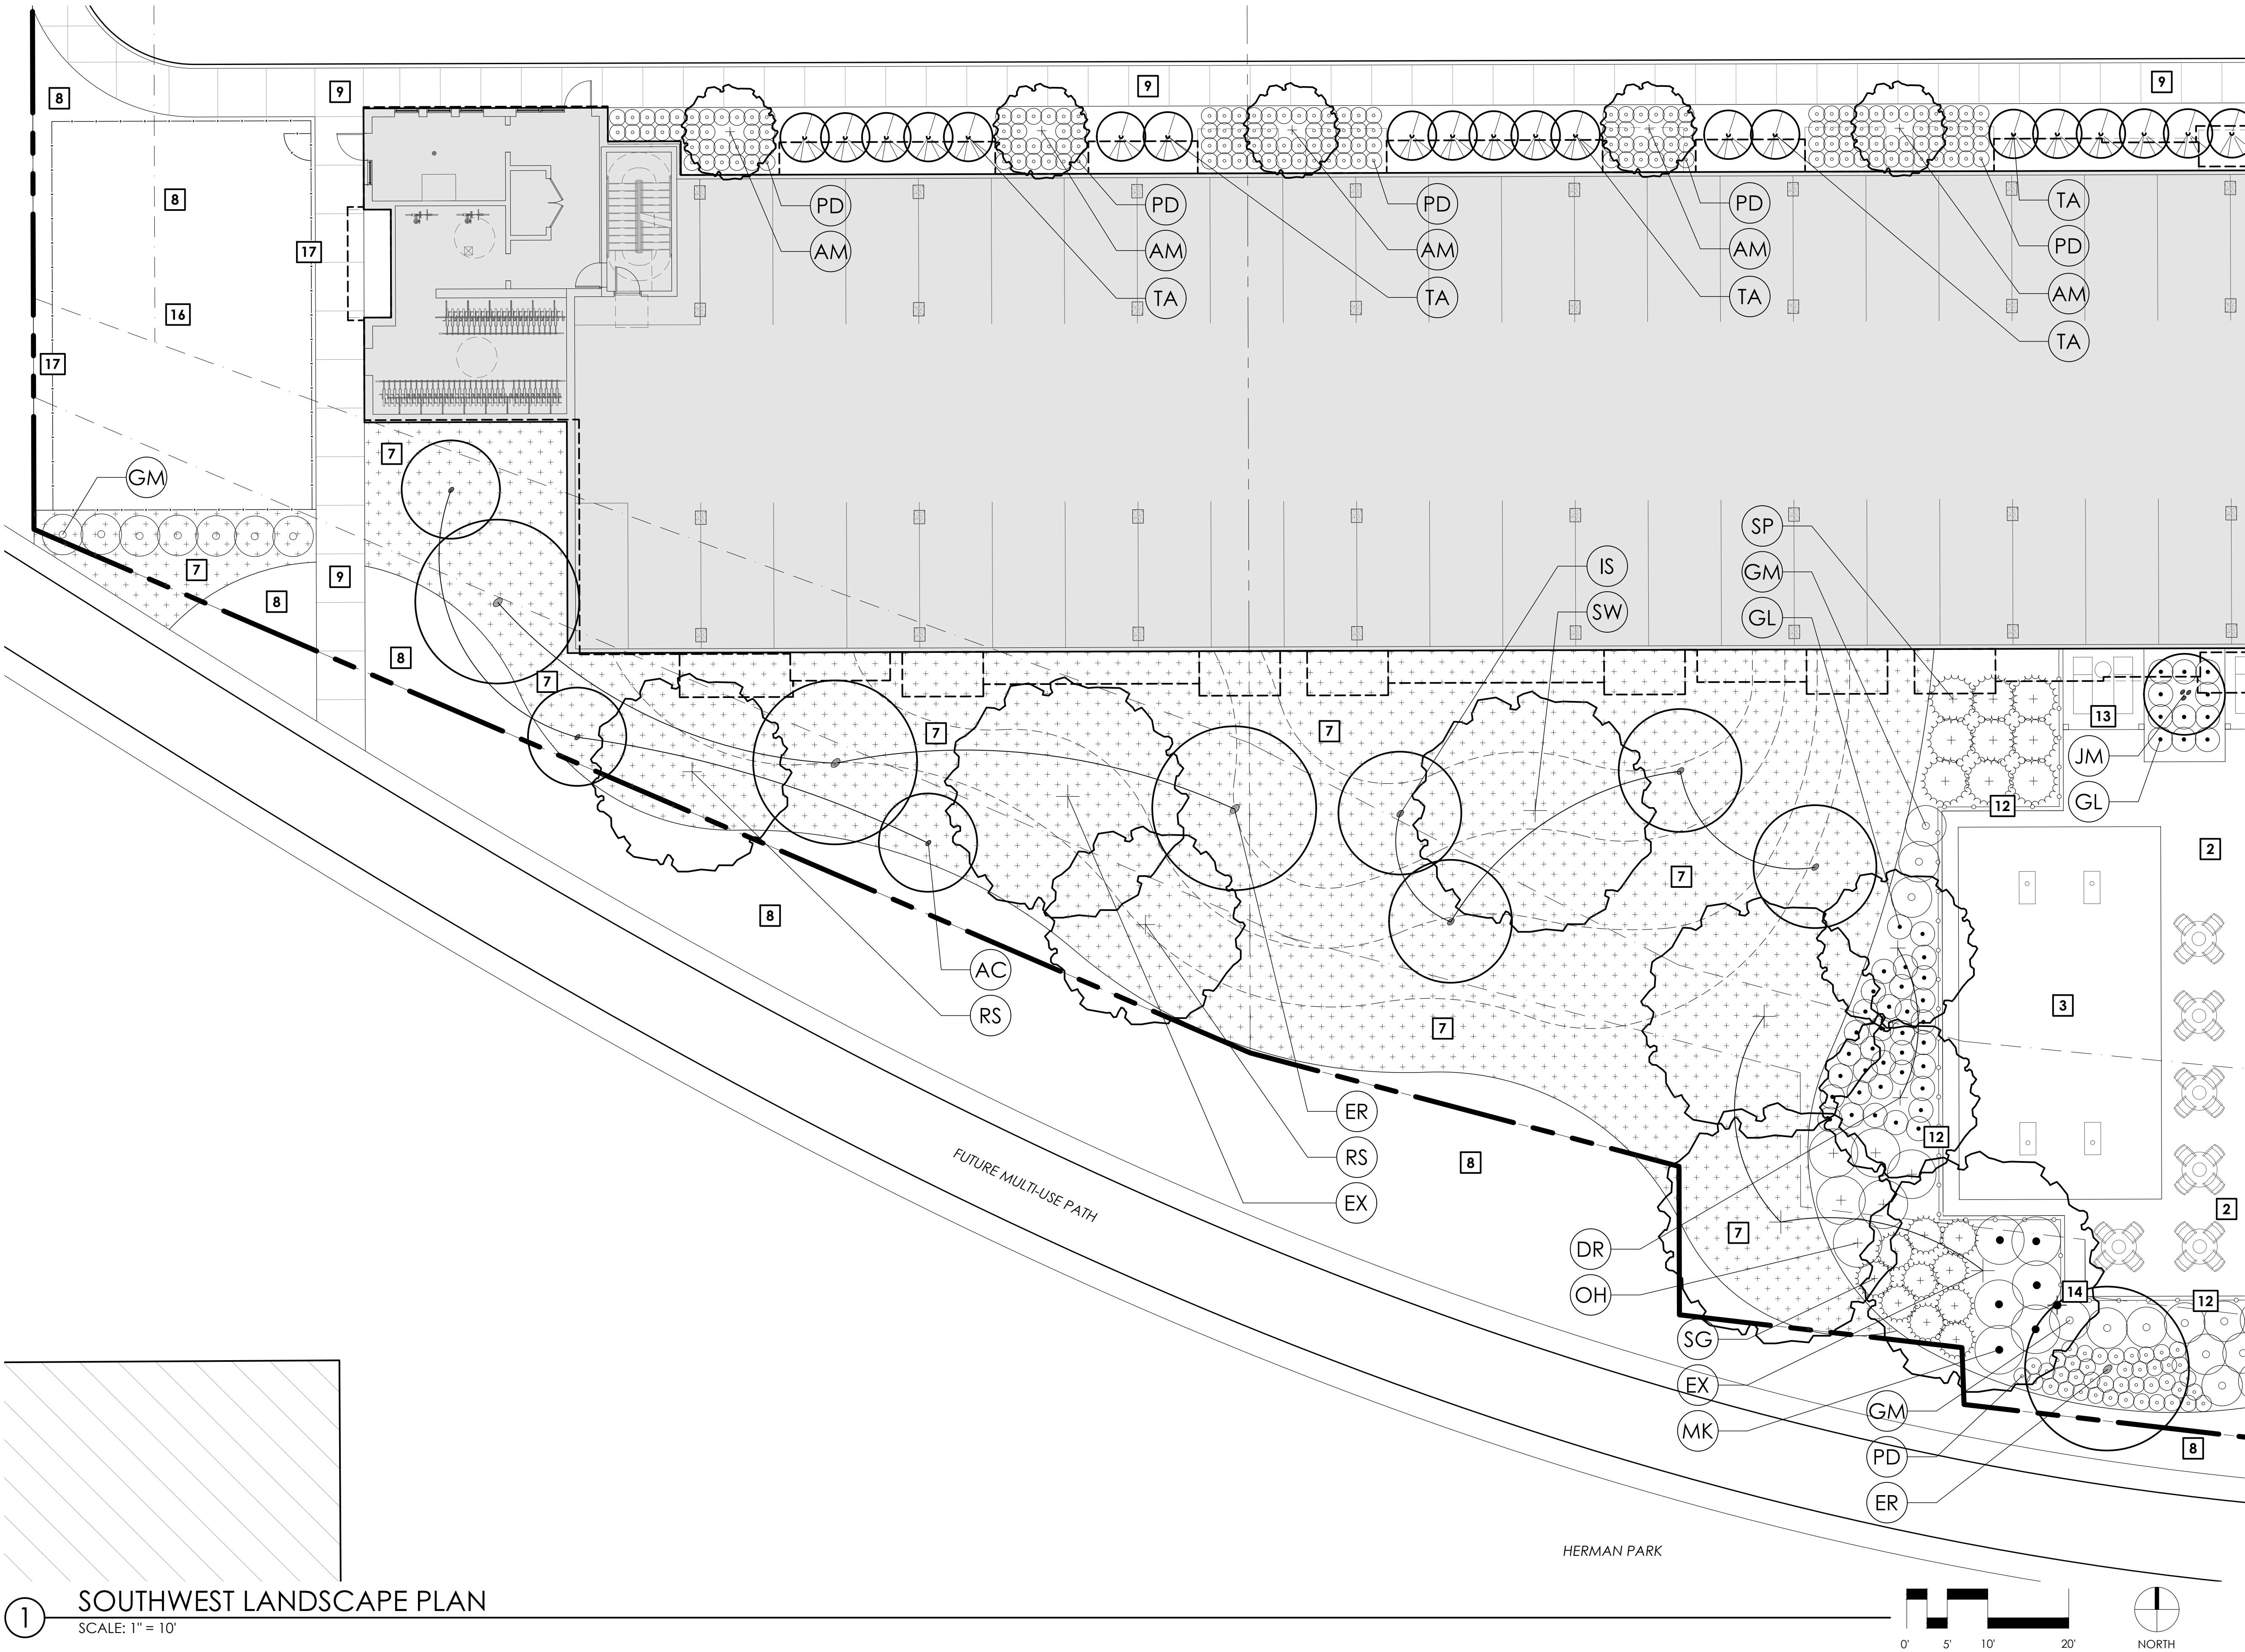 9
9
9
8
8
17
16
17
PD
PD
PD
PD
TA
AM
AM
AM
AM
PD
TA
TA
TA
AM
TA
7
GM
SP
IS
GM
SW
GL
7
9
8
8
7
7
7
13
JM
GL
12
2
7
8
AC
RS
3
7
ER
RS
EX
12
8
FUTURE MULTI-USE PATH
2
7
DR
OH
14
12
SG
EX
GM
MK
PD
8
ER
HERMAN PARK
1
SOUTHWEST LANDSCAPE PLAN
SCALE: 1" = 10'
0' 5' 10' 20'
NORTH